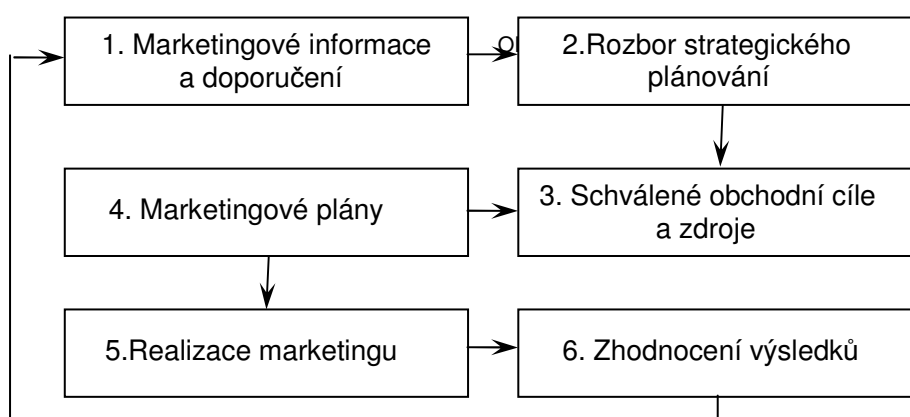 1. Marketingové informace
a doporučení
2.Rozbor strategického
plánování
4. Marketingové plány
3. Schválené obchodní cíle
a zdroje
5.Realizace marketingu
6. Zhodnocení výsledků